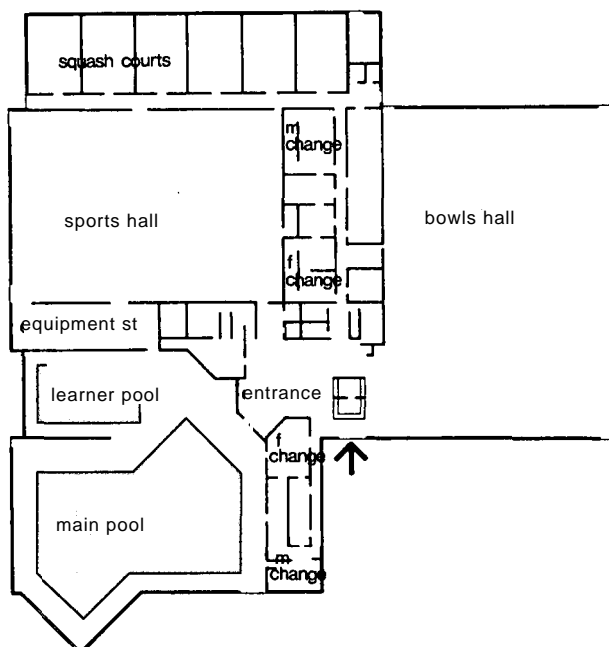 squash courts
m
change
sports hall
bowls hall
f
change
equipment st
learner pool
entrance
f
change
main pool
m
change